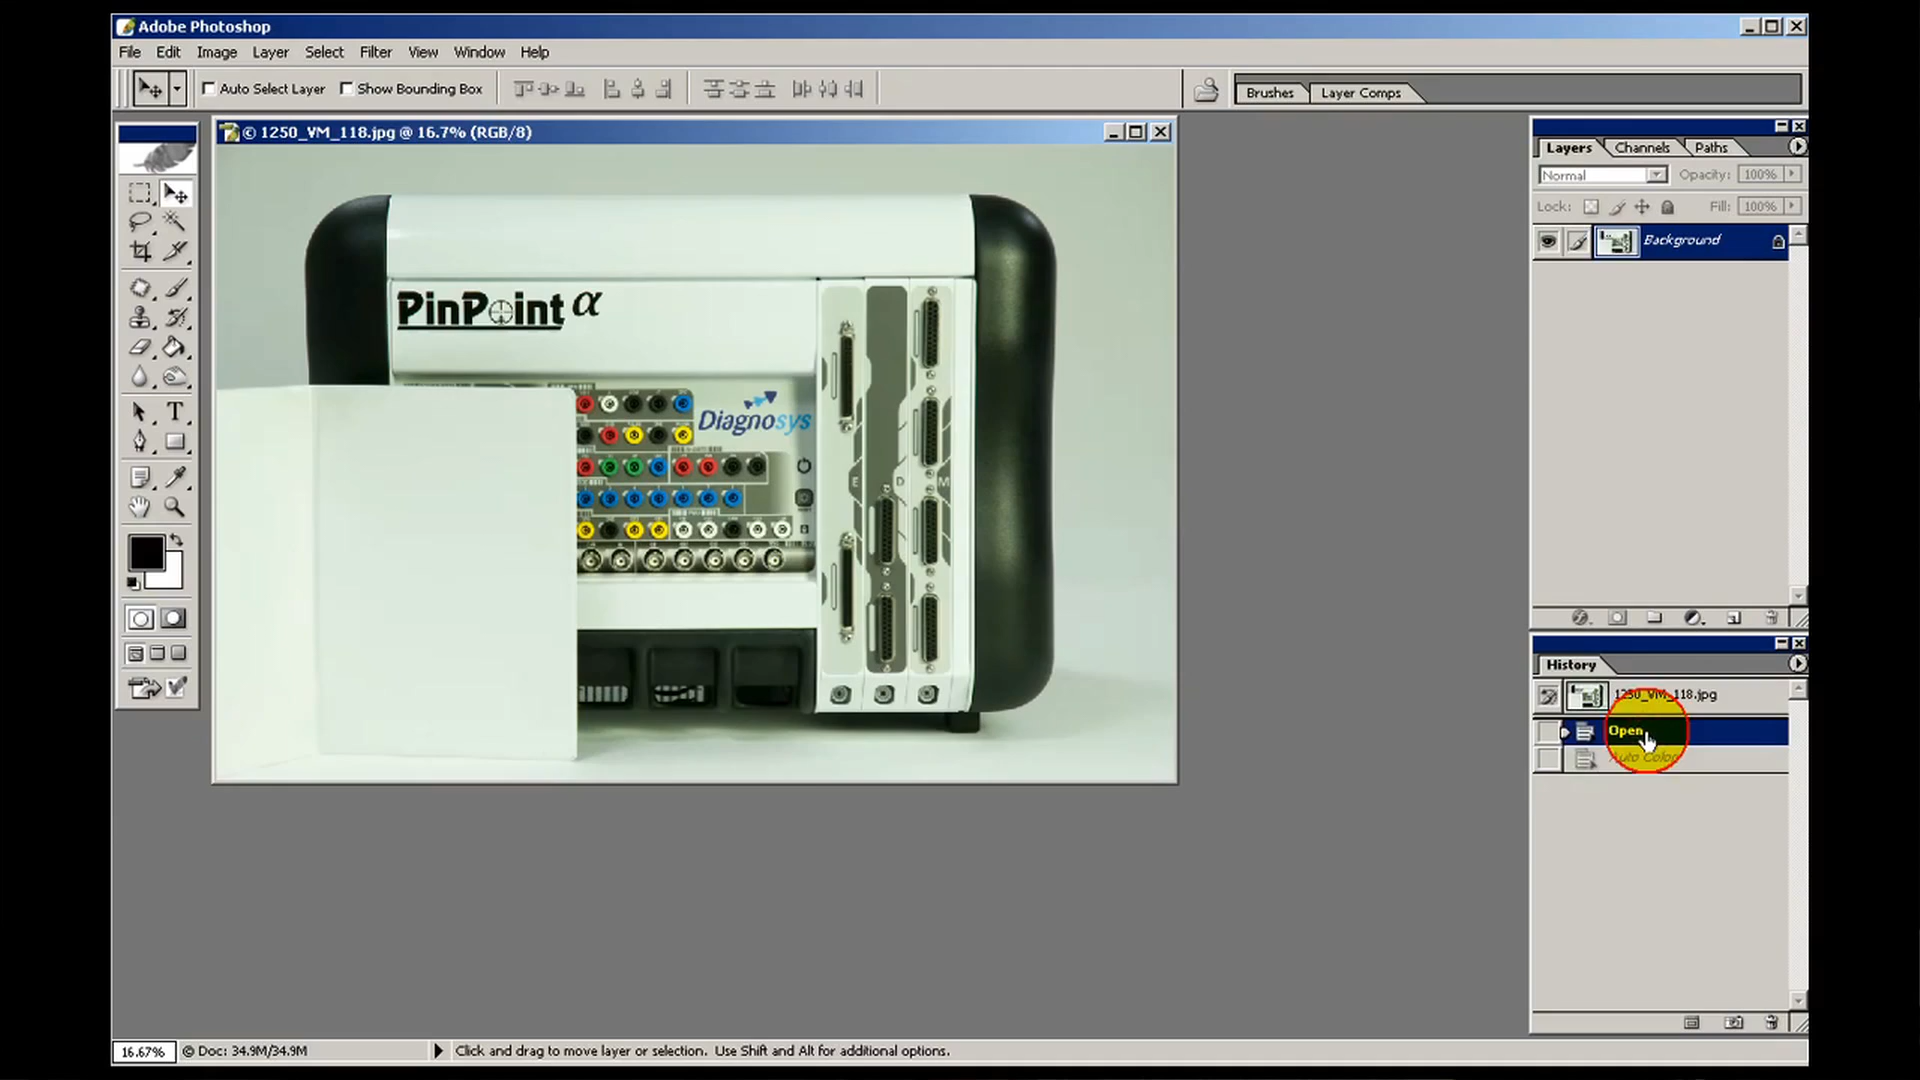 Adobe Photoshop
File Edit Image Layer Select Filter View Window Help
Auto Select Layer Show Bounding Box
Brushes Layer Comps
© 1250_VM_118.jpg @ 16.7% (RGB/8)
Layers Channels Paths
Normal Opacity: 100%
Lock: Fill: 100%
Background
PinPoint α
Diagnosys
E D M
T
History
1250_VM_118.jpg
Open
Auto Color
16.67% © Doc: 34.9M/34.9M Click and drag to move layer or selection. Use Shift and Alt for additional options.